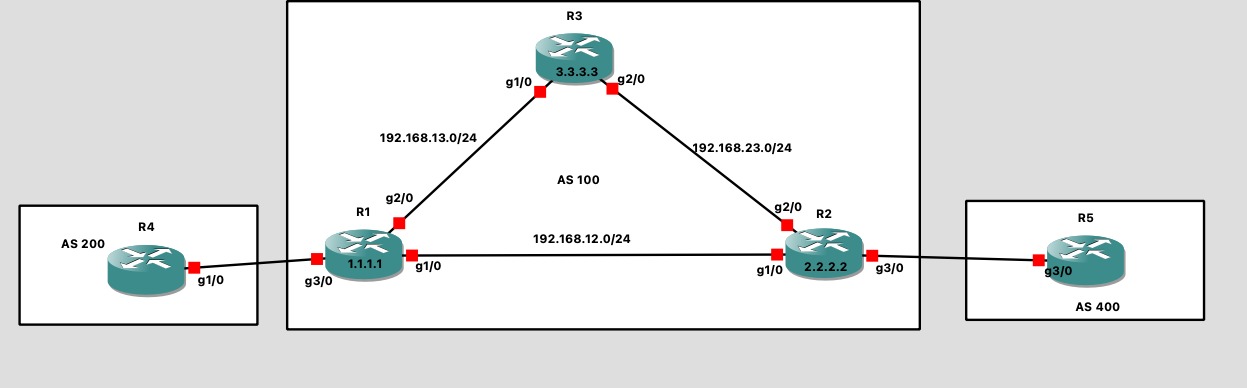 R3
3.3.3.3
g1/0
g2/0
192.168.13.0/24
192.168.23.0/24
AS 100
g2/0
g2/0
R1
R2
R4
R5
AS 200
192.168.12.0/24
1.1.1.1
2.2.2.2
g1/0
g1/0
g1/0
g3/0
g3/0
g3/0
AS 400